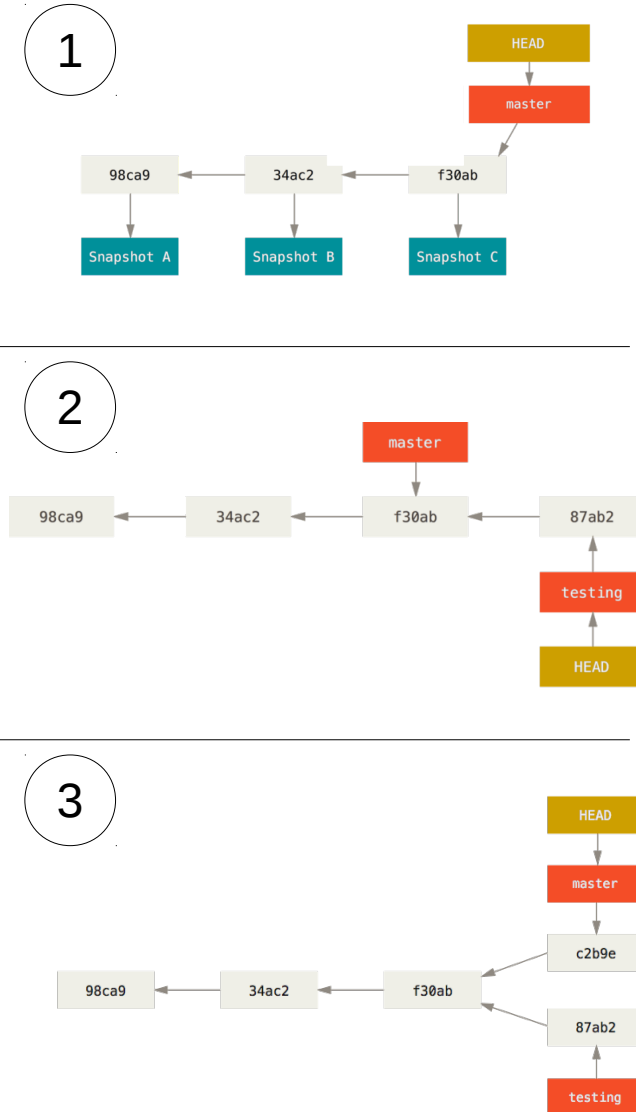 1
HEAD
master
98ca9 34ac2 f30ab
Snapshot A Snapshot B Snapshot C
2
master
98ca9 34ac2 f30ab 87ab2
testing
HEAD
3
HEAD
master
c2b9e
98ca9 34ac2 f30ab
87ab2
testing